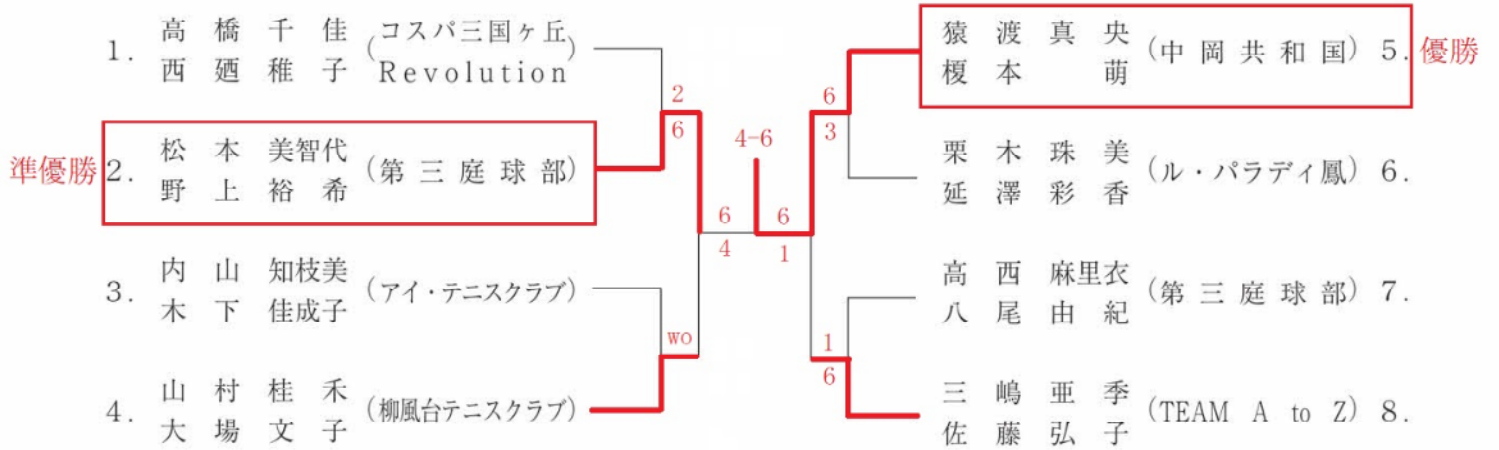 1. 高橋千佳 (コスパ三国ヶ丘
西廼稚子 Revolution)
準優勝 2. 松本美智代 (第三庭球部)
野上裕希
3. 内山知枝美 (アイ・テニスクラブ)
木下佳成子
4. 山村桂禾 (柳風台テニスクラブ)
大場文子
2
6
wo
6
4
4-6
6
1
6
3
1
6
猿渡真央 (中岡共和国) 5. 優勝
榎本萌
栗木珠美 (ル・パラディ鳳) 6.
延澤彩香
高西麻里衣 (第三庭球部) 7.
八尾由紀
三嶋亜季 (TEAM A to Z) 8.
佐藤弘子